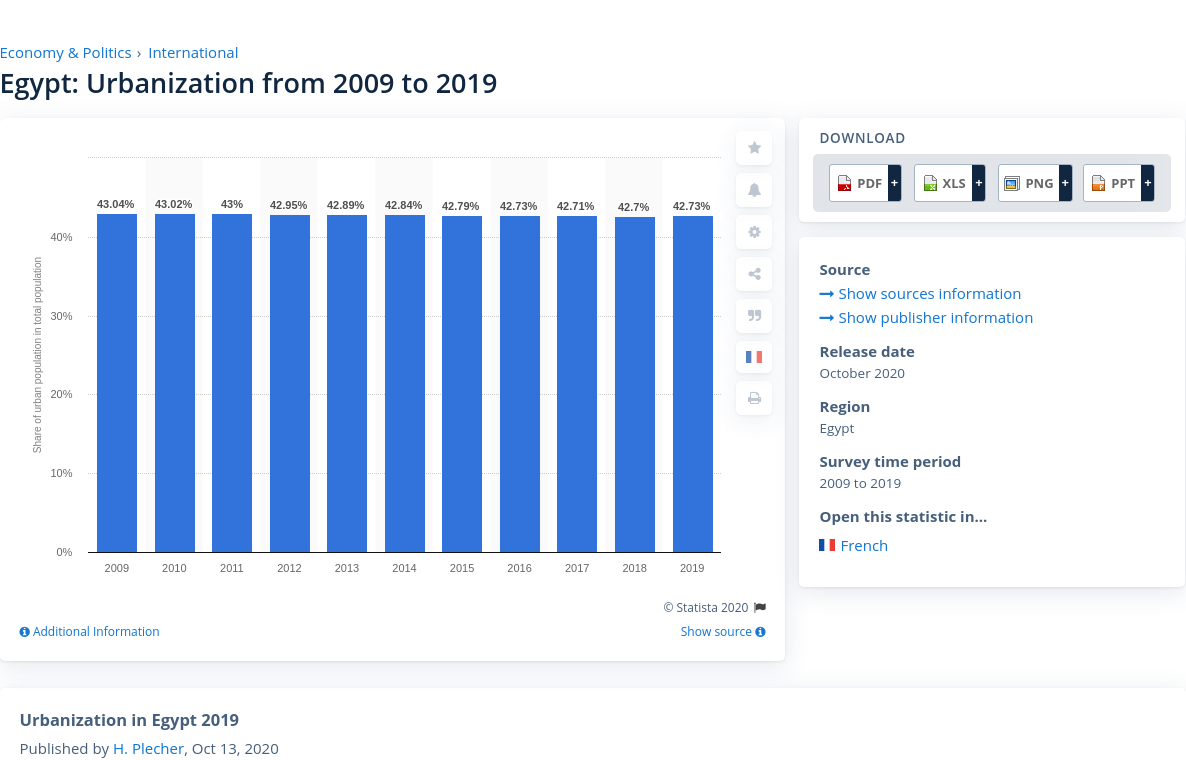 Economy & Politics › International
Egypt: Urbanization from 2009 to 2019
43.04% 43.02% 43% 42.95% 42.89% 42.84% 42.79% 42.73% 42.71% 42.7% 42.73%
40%
30%
20%
10%
0%
Share of urban population in total population
2009 2010 2011 2012 2013 2014 2015 2016 2017 2018 2019
© Statista 2020
Additional Information
Show source
DOWNLOAD
PDF + XLS + PNG + PPT +
Source
Show sources information
Show publisher information
Release date
October 2020
Region
Egypt
Survey time period
2009 to 2019
Open this statistic in...
French
Urbanization in Egypt 2019
Published by H. Plecher, Oct 13, 2020